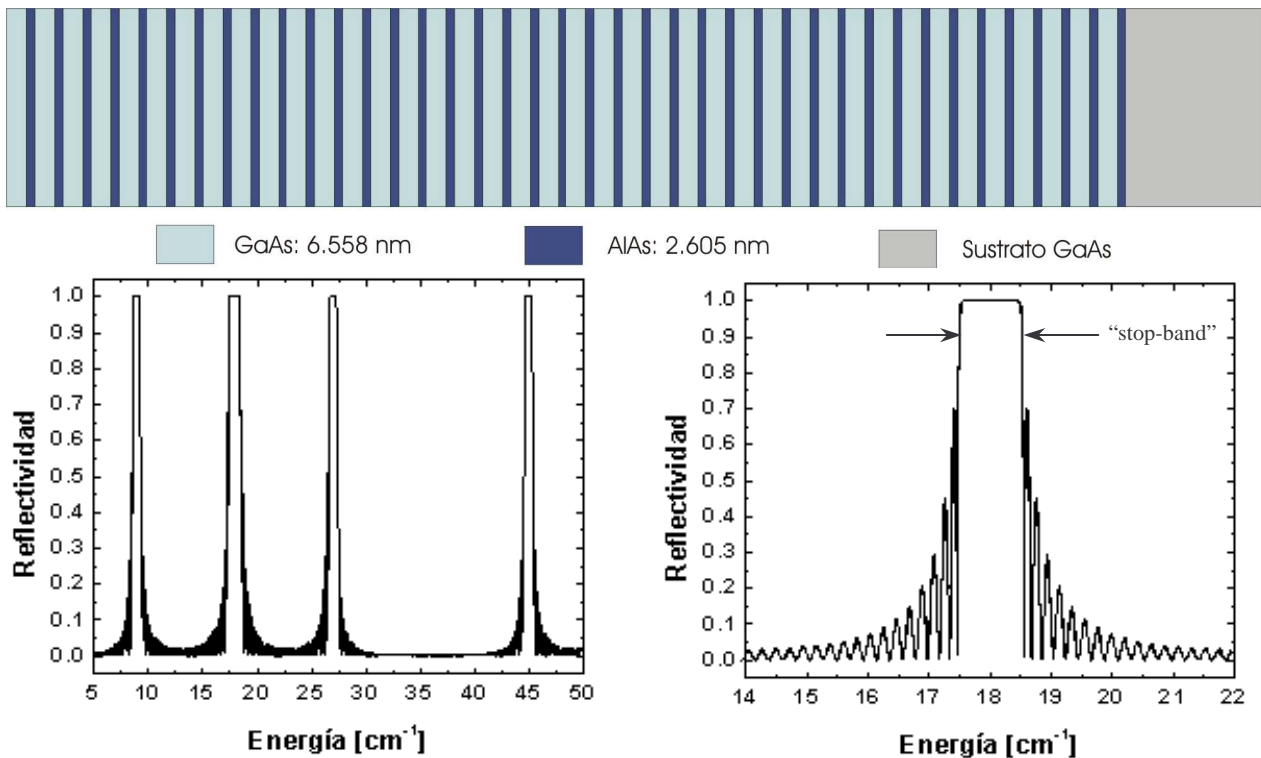 GaAs: 6.558 nm
AlAs: 2.605 nm
Sustrato GaAs
1.0
0.9
0.8
0.7
0.6
0.5
0.4
0.3
0.2
0.1
0.0
Reflectividad
5 10 15 20 25 30 35 40 45 50
Energía [cm⁻¹]
1.0
0.9
0.8
0.7
0.6
0.5
0.4
0.3
0.2
0.1
0.0
Reflectividad
“stop-band”
14 15 16 17 18 19 20 21 22
Energía [cm⁻¹]